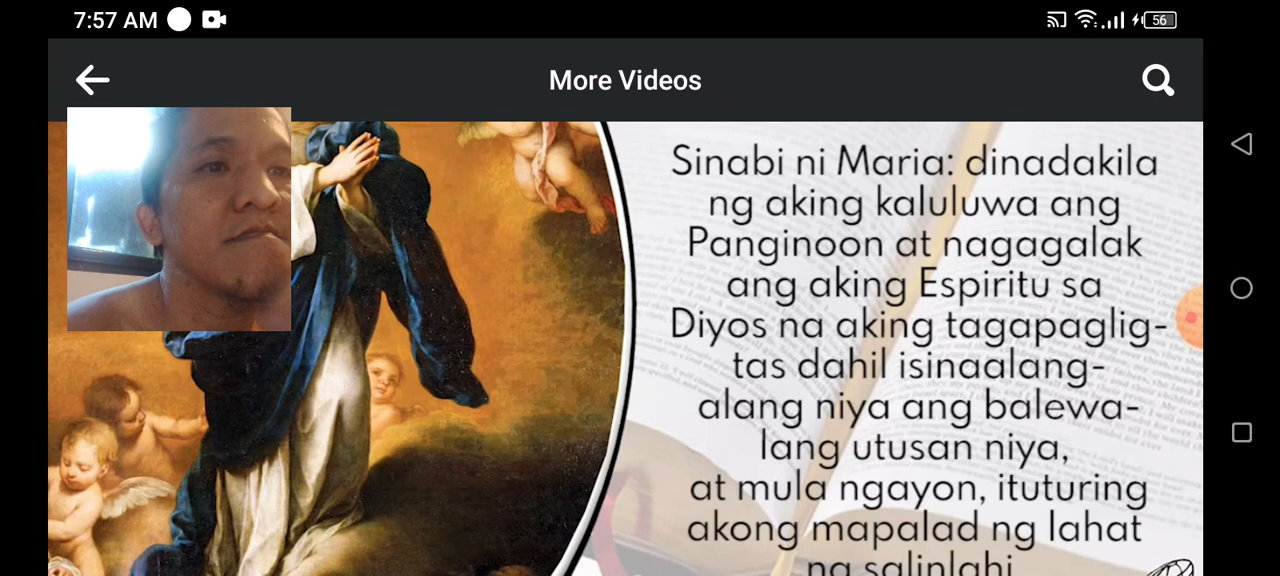 7:57 AM
56
More Videos
Sinabi ni Maria: dinadakila
ng aking kaluluwa ang
Panginoon at nagagalak
ang aking Espiritu sa
Diyos na aking tagapaglig-
tas dahil isinaalang-
alang niya ang balewa-
lang utusan niya,
at mula ngayon, ituturing
akong mapalad ng lahat
na salinlahi